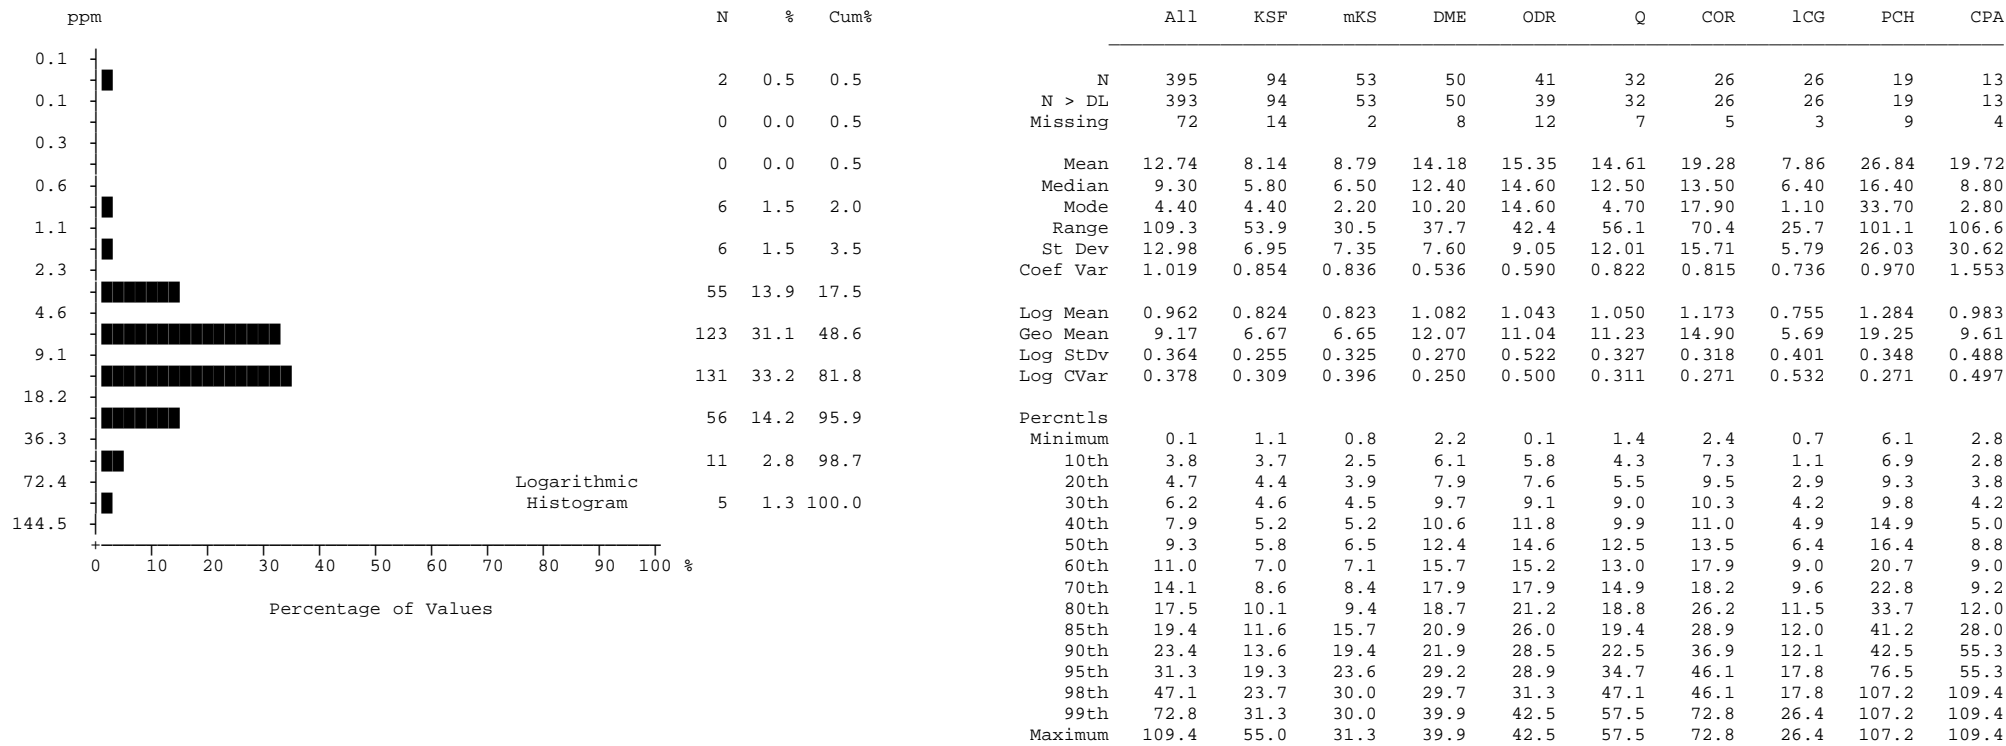 ppm N % Cum% All KSF mKS DME ODR Q COR lCG PCH CPA
0.1
2 0.5 0.5 N 395 94 53 50 41 32 26 26 19 13
0.1 N > DL 393 94 53 50 39 32 26 26 19 13
0 0.0 0.5 Missing 72 14 2 8 12 7 5 3 9 4
0.3
0 0.0 0.5 Mean 12.74 8.14 8.79 14.18 15.35 14.61 19.28 7.86 26.84 19.72
0.6 Median 9.30 5.80 6.50 12.40 14.60 12.50 13.50 6.40 16.40 8.80
6 1.5 2.0 Mode 4.40 4.40 2.20 10.20 14.60 4.70 17.90 1.10 33.70 2.80
1.1 Range 109.3 53.9 30.5 37.7 42.4 56.1 70.4 25.7 101.1 106.6
6 1.5 3.5 St Dev 12.98 6.95 7.35 7.60 9.05 12.01 15.71 5.79 26.03 30.62
2.3 Coef Var 1.019 0.854 0.836 0.536 0.590 0.822 0.815 0.736 0.970 1.553
55 13.9 17.5
4.6 Log Mean 0.962 0.824 0.823 1.082 1.043 1.050 1.173 0.755 1.284 0.983
123 31.1 48.6 Geo Mean 9.17 6.67 6.65 12.07 11.04 11.23 14.90 5.69 19.25 9.61
9.1 Log StDv 0.364 0.255 0.325 0.270 0.522 0.327 0.318 0.401 0.348 0.488
131 33.2 81.8 Log CVar 0.378 0.309 0.396 0.250 0.500 0.311 0.271 0.532 0.271 0.497
18.2
56 14.2 95.9 Percntls
36.3 Minimum 0.1 1.1 0.8 2.2 0.1 1.4 2.4 0.7 6.1 2.8
11 2.8 98.7 10th 3.8 3.7 2.5 6.1 5.8 4.3 7.3 1.1 6.9 2.8
72.4 Logarithmic 20th 4.7 4.4 3.9 7.9 7.6 5.5 9.5 2.9 9.3 3.8
Histogram 5 1.3 100.0 30th 6.2 4.6 4.5 9.7 9.1 9.0 10.3 4.2 9.8 4.2
144.5 40th 7.9 5.2 5.2 10.6 11.8 9.9 11.0 4.9 14.9 5.0
50th 9.3 5.8 6.5 12.4 14.6 12.5 13.5 6.4 16.4 8.8
0 10 20 30 40 50 60 70 80 90 100 % 60th 11.0 7.0 7.1 15.7 15.2 13.0 17.9 9.0 20.7 9.0
70th 14.1 8.6 8.4 17.9 17.9 14.9 18.2 9.6 22.8 9.2
Percentage of Values 80th 17.5 10.1 9.4 18.7 21.2 18.8 26.2 11.5 33.7 12.0
85th 19.4 11.6 15.7 20.9 26.0 19.4 28.9 12.0 41.2 28.0
90th 23.4 13.6 19.4 21.9 28.5 22.5 36.9 12.1 42.5 55.3
95th 31.3 19.3 23.6 29.2 28.9 34.7 46.1 17.8 76.5 55.3
98th 47.1 23.7 30.0 29.7 31.3 47.1 46.1 17.8 107.2 109.4
99th 72.8 31.3 30.0 39.9 42.5 57.5 72.8 26.4 107.2 109.4
Maximum 109.4 55.0 31.3 39.9 42.5 57.5 72.8 26.4 107.2 109.4